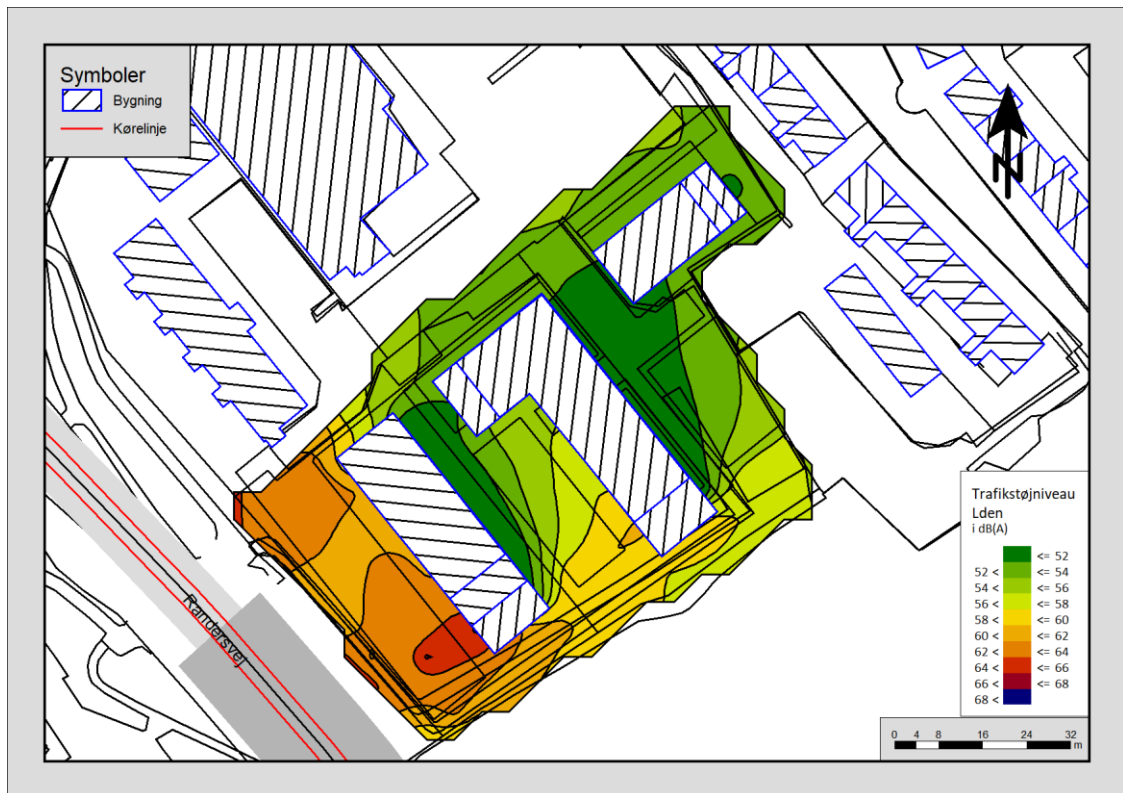 Symboler
Bygning
Kørelinje
N
Randersvej
Trafikstøjniveau
Lden
i dB(A)
<= 52
52 < <= 54
54 < <= 56
56 < <= 58
58 < <= 60
60 < <= 62
62 < <= 64
64 < <= 66
66 < <= 68
68 <
0 4 8 16 24 32
m